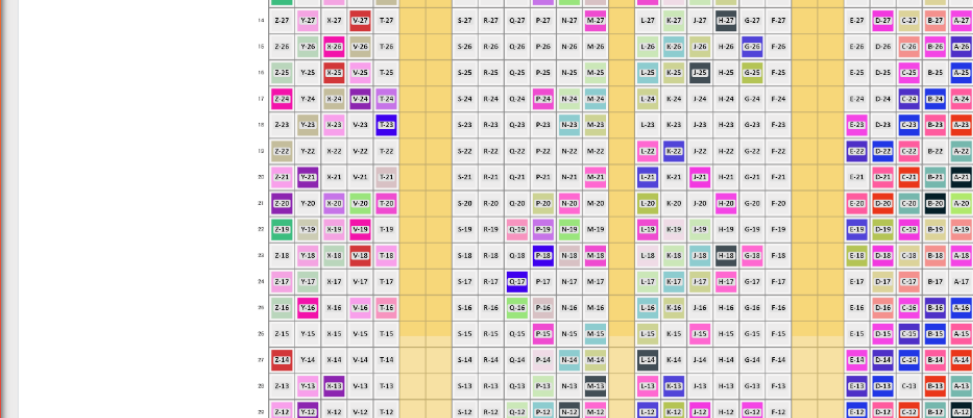 14 Z-27 Y-27 X-27 V-27 T-27 S-27 R-27 Q-27 P-27 N-27 M-27 L-27 K-27 J-27 H-27 G-27 F-27 E-27 D-27 C-27 B-27 A-27
Z-26 Y-26 X-26 V-26 T-26 S-26 R-26 Q-26 P-26 N-26 M-26 L-26 K-26 J-26 H-26 G-26 F-26 E-26 D-26 C-26 B-26 A-26
Z-25 Y-25 X-25 V-25 T-25 S-25 R-25 Q-25 P-25 N-25 M-25 L-25 K-25 J-25 H-25 G-25 F-25 E-25 D-25 C-25 B-25 A-25
17 Z-24 Y-24 X-24 V-24 T-24 S-24 R-24 Q-24 P-24 N-24 M-24 L-24 K-24 J-24 H-24 G-24 F-24 E-24 D-24 C-24 B-24 A-24
Z-23 Y-23 X-23 V-23 T-23 S-23 R-23 Q-23 P-23 N-23 M-23 L-23 K-23 J-23 H-23 G-23 F-23 E-23 D-23 C-23 B-23 A-23
Z-22 Y-22 X-22 V-22 T-22 S-22 R-22 Q-22 P-22 N-22 M-22 L-22 K-22 J-22 H-22 G-22 F-22 E-22 D-22 C-22 B-22 A-22
20 Z-21 Y-21 X-21 V-21 T-21 S-21 R-21 Q-21 P-21 N-21 M-21 L-21 K-21 J-21 H-21 G-21 F-21 E-21 D-21 C-21 B-21 A-21
21 Z-20 Y-20 X-20 V-20 T-20 S-20 R-20 Q-20 P-20 N-20 M-20 L-20 K-20 J-20 H-20 G-20 F-20 E-20 D-20 C-20 B-20 A-20
22 Z-19 Y-19 X-19 V-19 T-19 S-19 R-19 Q-19 P-19 N-19 M-19 L-19 K-19 J-19 H-19 G-19 F-19 E-19 D-19 C-19 B-19 A-19
23 Z-18 Y-18 X-18 V-18 T-18 S-18 R-18 Q-18 P-18 N-18 M-18 L-18 K-18 J-18 H-18 G-18 F-18 E-18 D-18 C-18 B-18 A-18
24 Z-17 Y-17 X-17 V-17 T-17 S-17 R-17 Q-17 P-17 N-17 M-17 L-17 K-17 J-17 H-17 G-17 F-17 E-17 D-17 C-17 B-17 A-17
Z-16 Y-16 X-16 V-16 T-16 S-16 R-16 Q-16 P-16 N-16 M-16 L-16 K-16 J-16 H-16 G-16 F-16 E-16 D-16 C-16 B-16 A-16
Z-15 Y-15 X-15 V-15 T-15 S-15 R-15 Q-15 P-15 N-15 M-15 L-15 K-15 J-15 H-15 G-15 F-15 E-15 D-15 C-15 B-15 A-15
27 Z-14 Y-14 X-14 V-14 T-14 S-14 R-14 Q-14 P-14 N-14 M-14 L-14 K-14 J-14 H-14 G-14 F-14 E-14 D-14 C-14 B-14 A-14
Z-13 Y-13 X-13 V-13 T-13 S-13 R-13 Q-13 P-13 N-13 M-13 L-13 K-13 J-13 H-13 G-13 F-13 E-13 D-13 C-13 B-13 A-13
Z-12 Y-12 X-12 V-12 T-12 S-12 R-12 Q-12 P-12 N-12 M-12 L-12 K-12 J-12 H-12 G-12 F-12 E-12 D-12 C-12 B-12 A-12